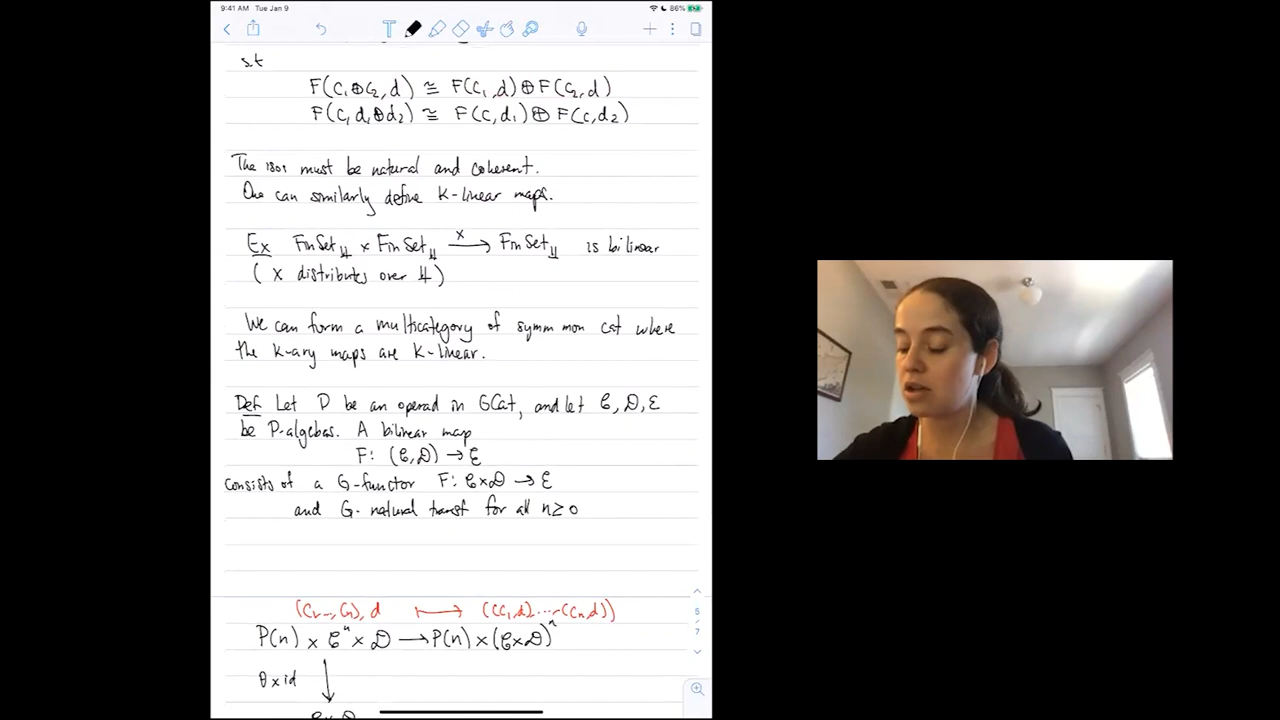 9:41 AM Tue Jan 9
86%
s.t
F(c₁⊕c₂, d) ≅ F(c₁, d) ⊕ F(c₂, d)
F(c, d₁⊕d₂) ≅ F(c, d₁) ⊕ F(c, d₂)
The isos must be natural and coherent.
One can similarly define K-linear maps.
Ex FinSet⨿ × FinSet⨿ —×→ FinSet⨿ is bilinear
( × distributes over ⨿ )
We can form a multicategory of symm mon cat where
the K-ary maps are K-linear.
Def Let P be an operad in GCat, and let 𝒞, 𝒟, ℰ
be P-algebras. A bilinear map
F: (𝒞, 𝒟) → ℰ
consists of a G-functor F: 𝒞×𝒟 → ℰ
and G-natural transf for all n≥0
(c₁, ..., cₙ), d ⟼ ((c₁,d), ..., (cₙ,d))
P(n) × 𝒞ⁿ × 𝒟 → P(n) × (𝒞×𝒟)ⁿ
θ × id ↓
𝒞×𝒟
5
7